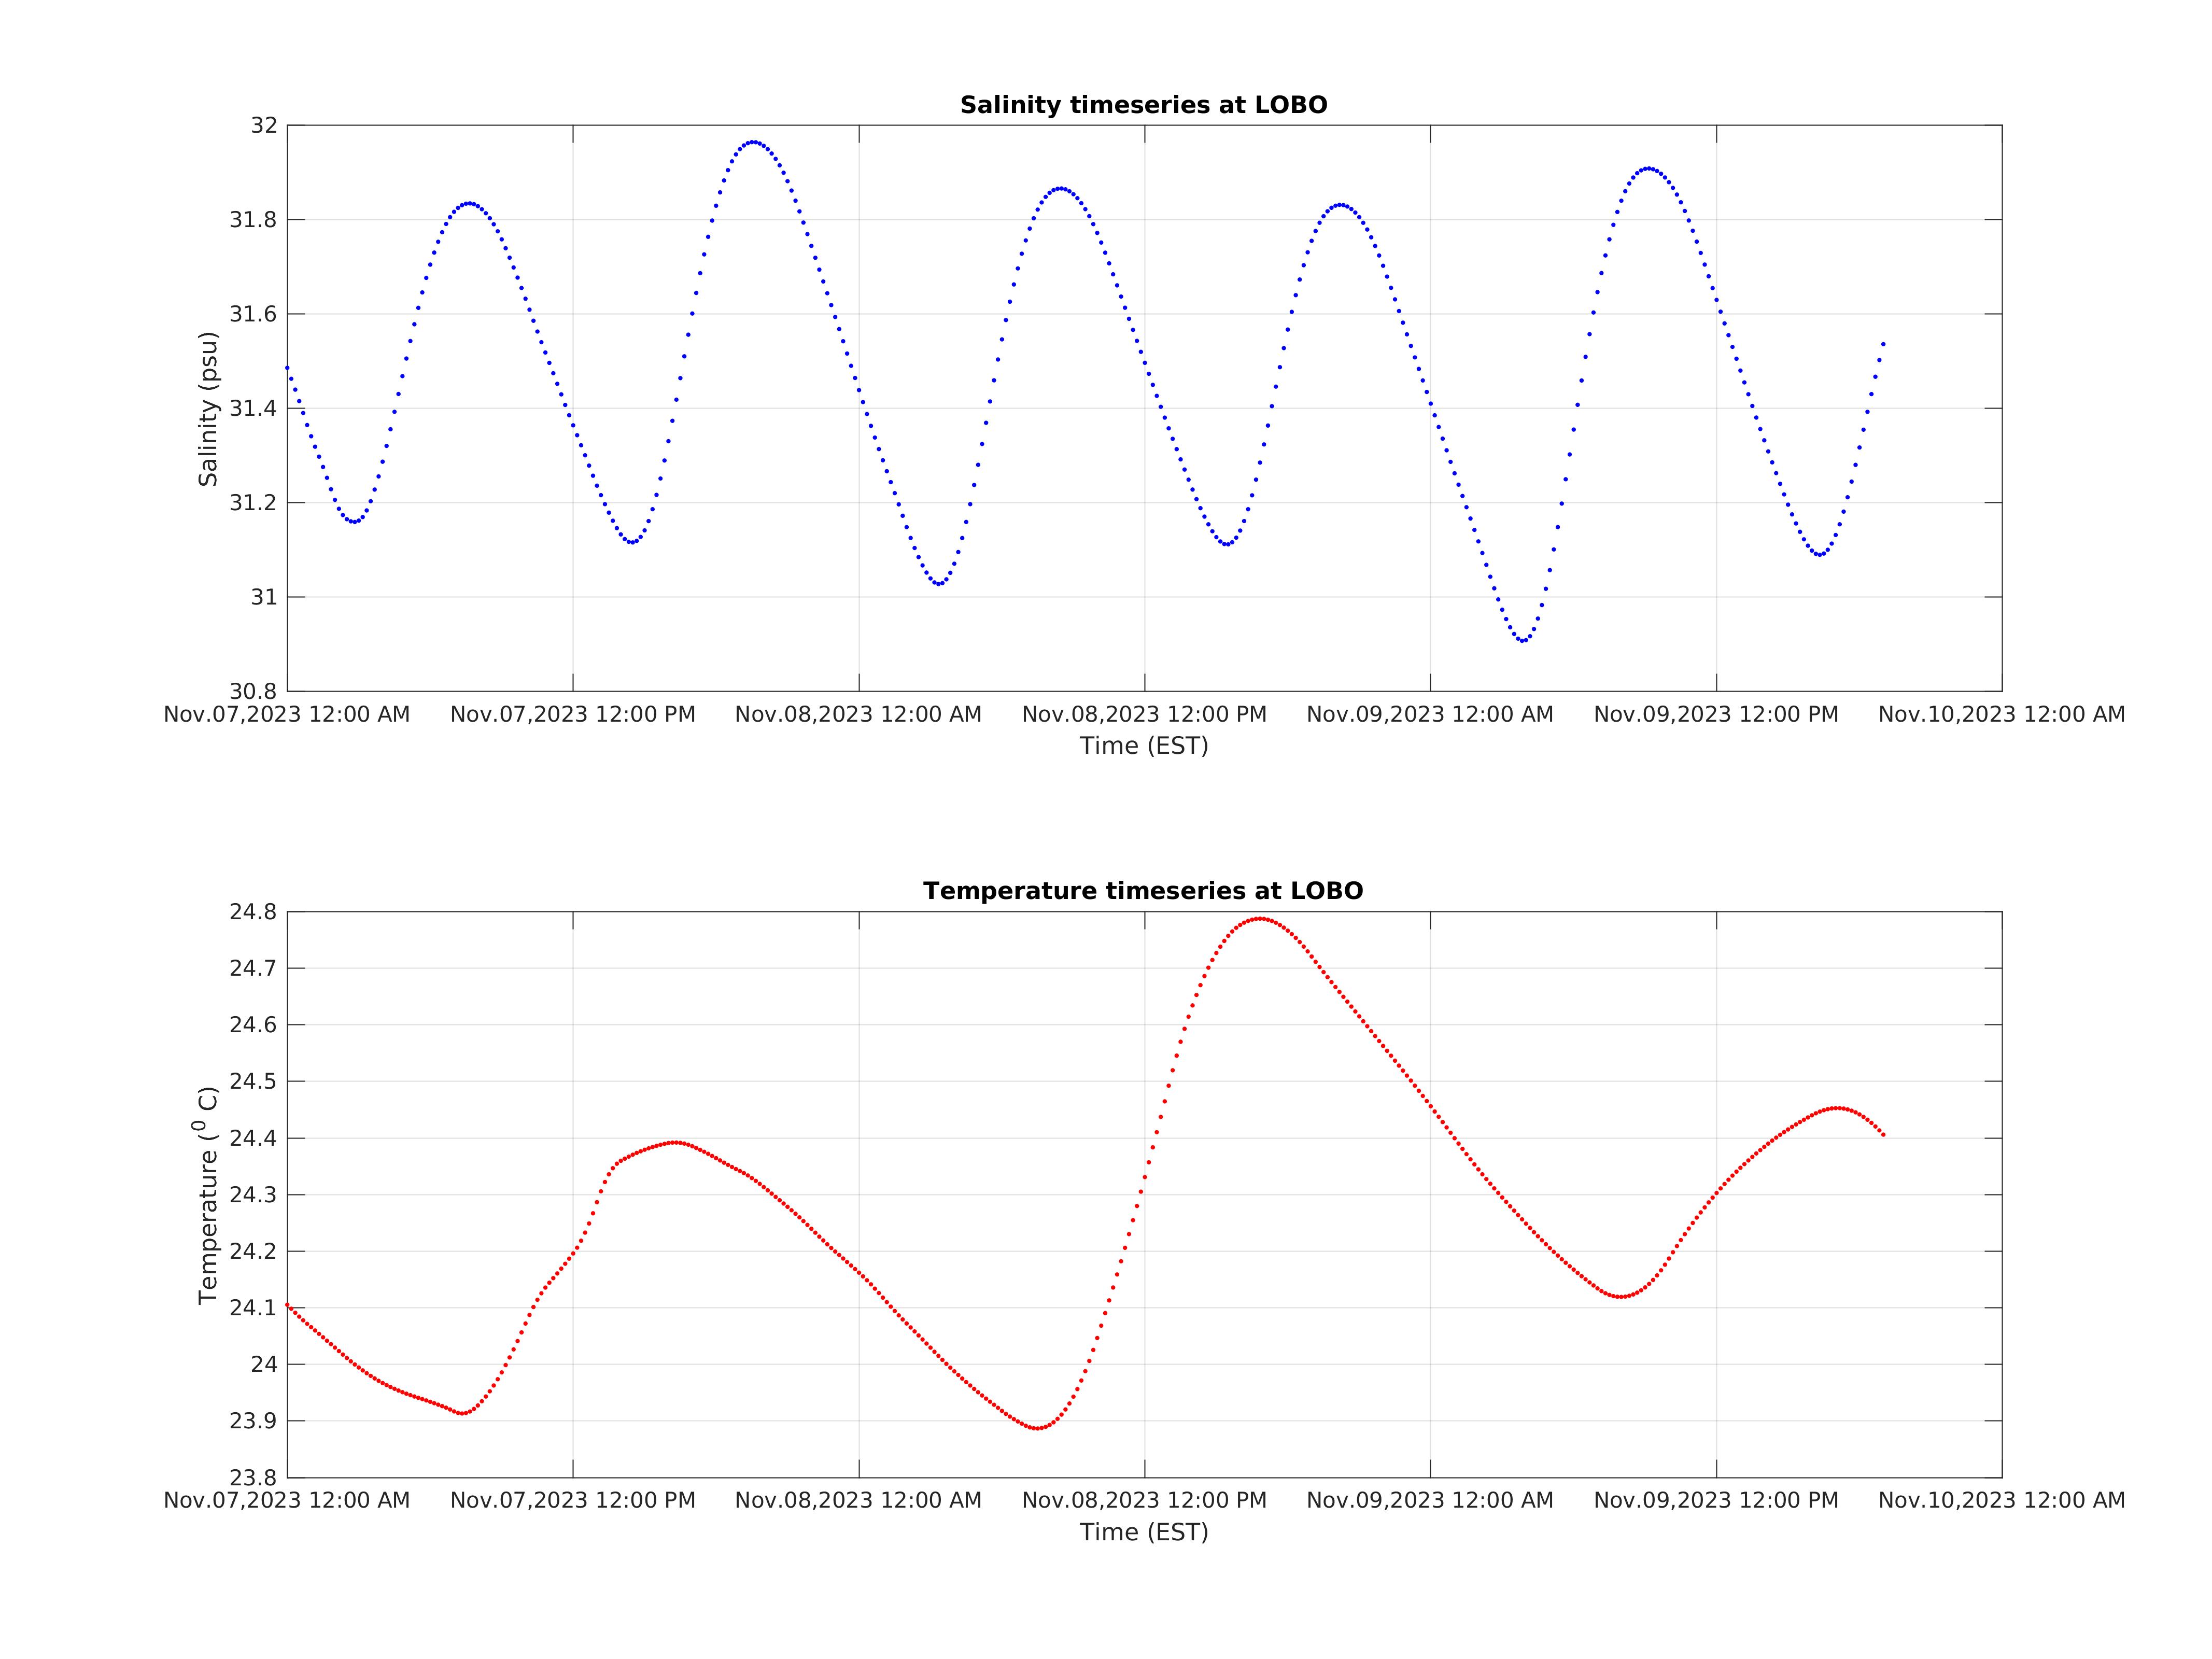 Salinity timeseries at LOBO
32
31.8
31.6
31.4
31.2
31
30.8
Salinity (psu)
Nov.07,2023 12:00 AM Nov.07,2023 12:00 PM Nov.08,2023 12:00 AM Nov.08,2023 12:00 PM Nov.09,2023 12:00 AM Nov.09,2023 12:00 PM Nov.10,2023 12:00 AM
Time (EST)
Temperature timeseries at LOBO
24.8
24.7
24.6
24.5
24.4
24.3
24.2
24.1
24
23.9
23.8
Temperature (⁰ C)
Nov.07,2023 12:00 AM Nov.07,2023 12:00 PM Nov.08,2023 12:00 AM Nov.08,2023 12:00 PM Nov.09,2023 12:00 AM Nov.09,2023 12:00 PM Nov.10,2023 12:00 AM
Time (EST)